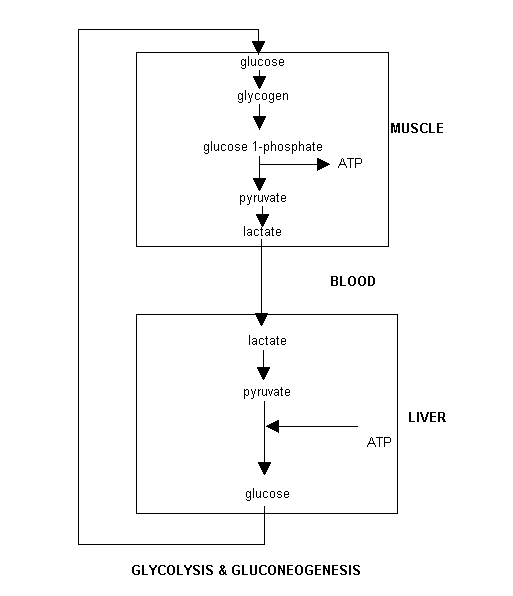 glucose
glycogen
MUSCLE
glucose 1-phosphate
ATP
pyruvate
lactate
BLOOD
lactate
pyruvate
LIVER
ATP
glucose
GLYCOLYSIS & GLUCONEOGENESIS